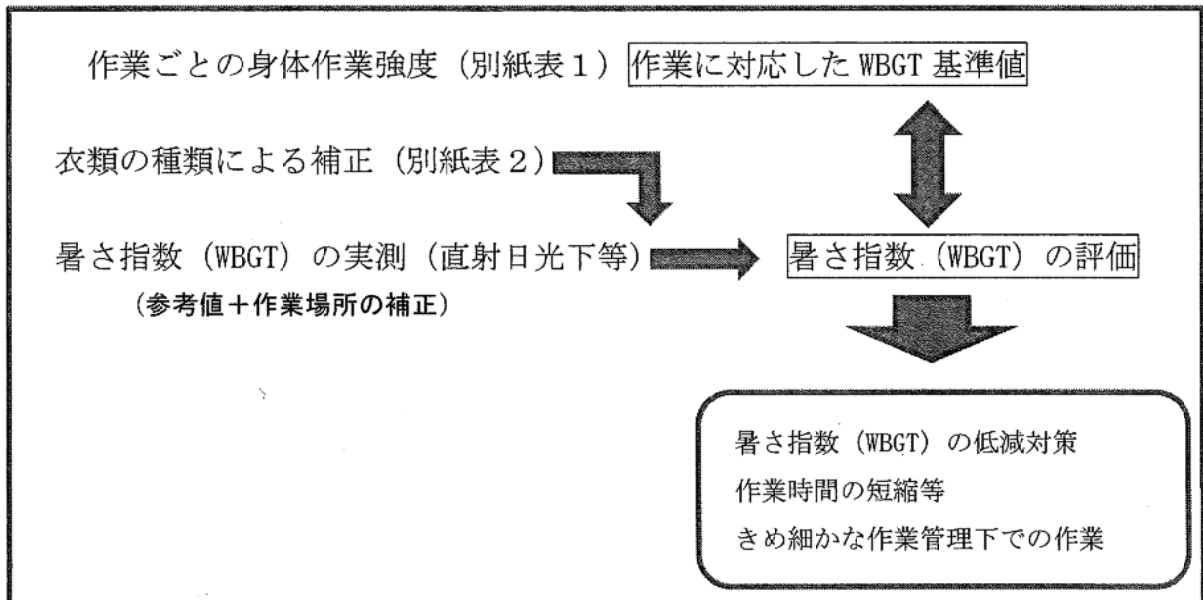 作業ごとの身体作業強度（別紙表１）作業に対応した WBGT 基準値
衣類の種類による補正（別紙表２）
暑さ指数（WBGT）の実測（直射日光下等）暑さ指数（WBGT）の評価
（参考値＋作業場所の補正）
暑さ指数（WBGT）の低減対策
作業時間の短縮等
きめ細かな作業管理下での作業